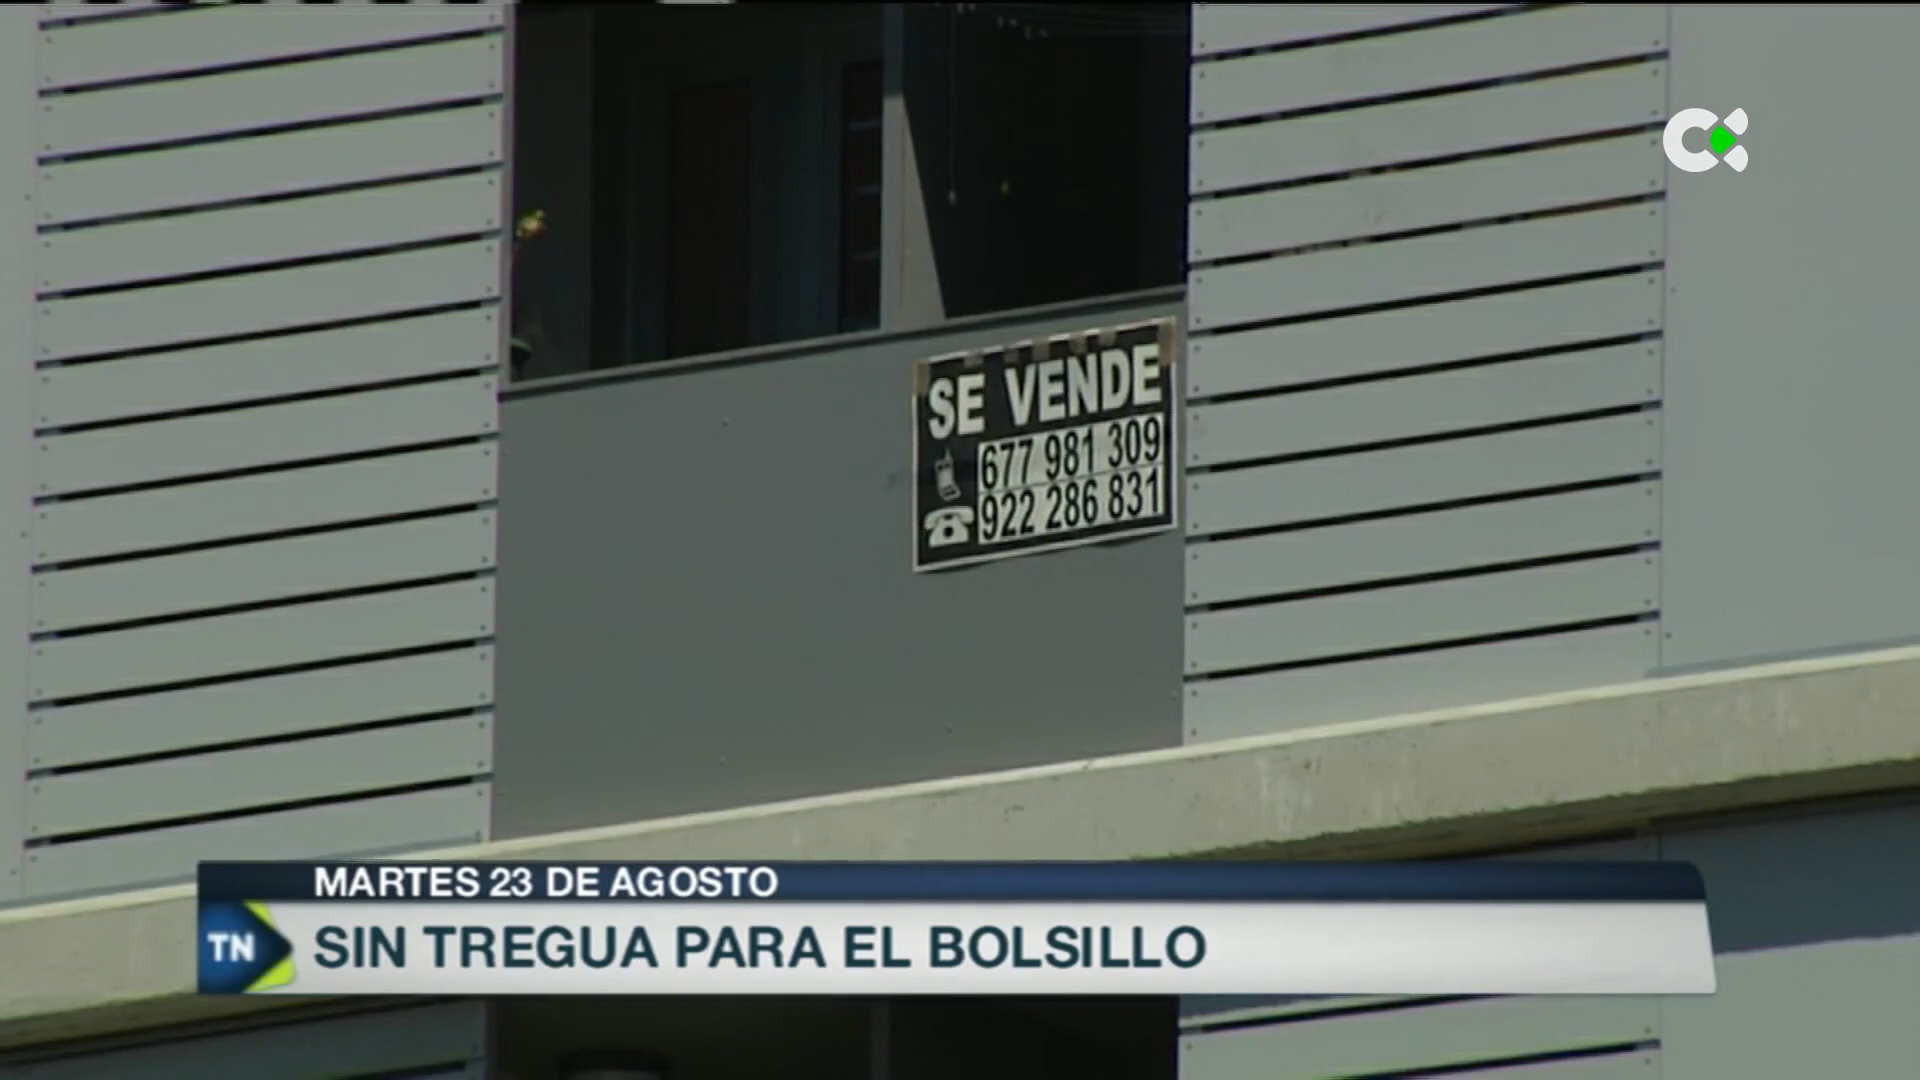 SE VENDE
677 981 309
922 286 831
MARTES 23 DE AGOSTO
TN
SIN TREGUA PARA EL BOLSILLO